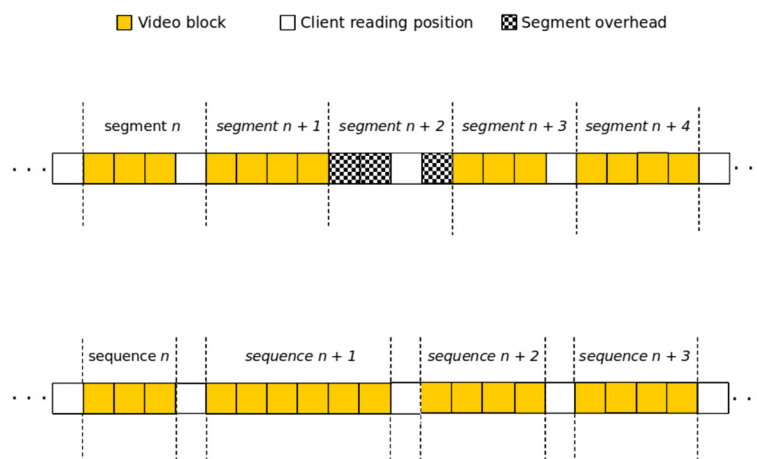 Video block Client reading position Segment overhead
segment n segment n + 1 segment n + 2 segment n + 3 segment n + 4
. . . . .
sequence n sequence n + 1 sequence n + 2 sequence n + 3
. . . . .